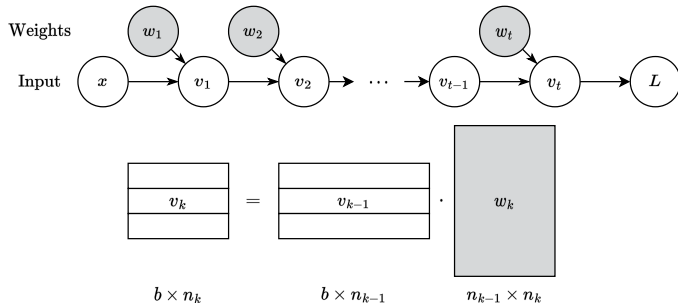 Weights w₁ w₂ wₜ
Input x v₁ v₂ ⋯ vₜ₋₁ vₜ L
vₖ = vₖ₋₁ · wₖ
b × nₖ b × nₖ₋₁ nₖ₋₁ × nₖ